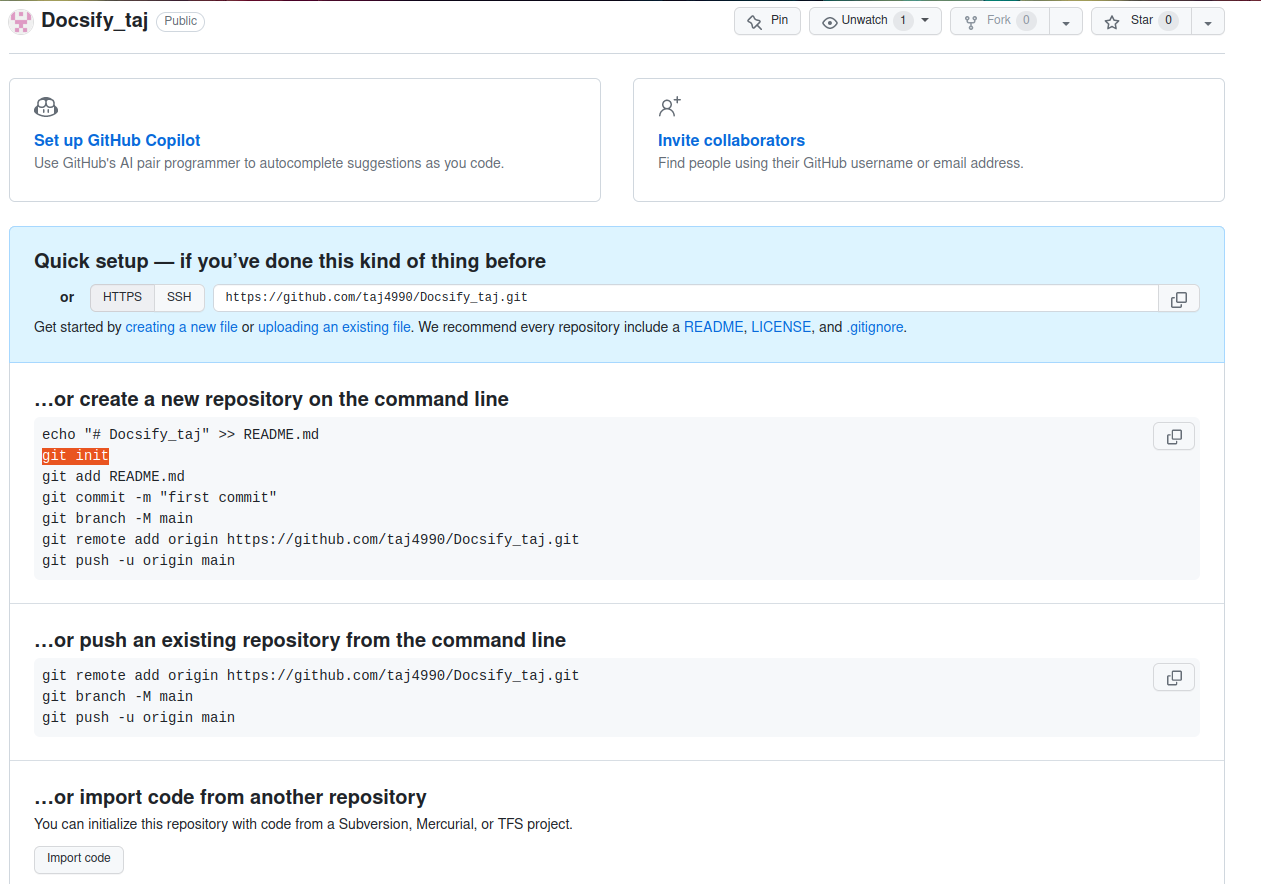 Docsify_taj Public
Pin Unwatch 1 Fork 0 Star 0
Set up GitHub Copilot
Use GitHub's AI pair programmer to autocomplete suggestions as you code.
Invite collaborators
Find people using their GitHub username or email address.
Quick setup — if you’ve done this kind of thing before
or HTTPS SSH https://github.com/taj4990/Docsify_taj.git
Get started by creating a new file or uploading an existing file. We recommend every repository include a README, LICENSE, and .gitignore.
…or create a new repository on the command line
echo "# Docsify_taj" >> README.md
git init
git add README.md
git commit -m "first commit"
git branch -M main
git remote add origin https://github.com/taj4990/Docsify_taj.git
git push -u origin main
…or push an existing repository from the command line
git remote add origin https://github.com/taj4990/Docsify_taj.git
git branch -M main
git push -u origin main
…or import code from another repository
You can initialize this repository with code from a Subversion, Mercurial, or TFS project.
Import code